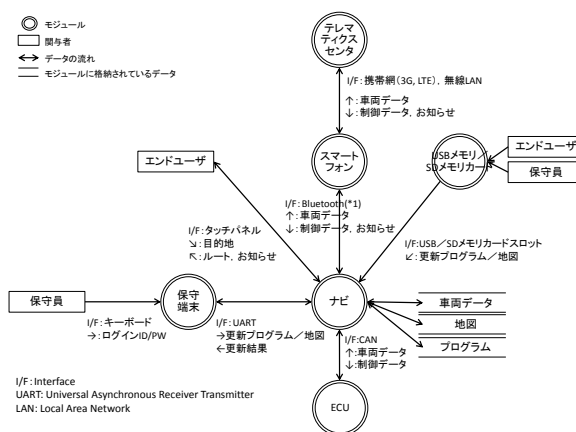 モジュール
関与者
データの流れ
モジュールに格納されているデータ
テレマ
ティクス
センタ
I/F: 携帯網(3G, LTE), 無線LAN
↑: 車両データ
↓: 制御データ, お知らせ
エンドユーザ
スマート
フォン
USBメモリ/
SDメモリカード
エンドユーザ
保守員
I/F: Bluetooth(*1)
↑: 車両データ
↓: 制御データ, お知らせ
I/F: タッチパネル
↘: 目的地
↖: ルート, お知らせ
I/F:USB/SDメモリカードスロット
↙: 更新プログラム/地図
保守員
保守
端末
ナビ
車両データ
地図
プログラム
I/F: キーボード
→: ログインID/PW
I/F: UART
→更新プログラム/地図
←更新結果
I/F:CAN
↑: 車両データ
↓: 制御データ
ECU
I/F: Interface
UART: Universal Asynchronous Receiver Transmitter
LAN: Local Area Network